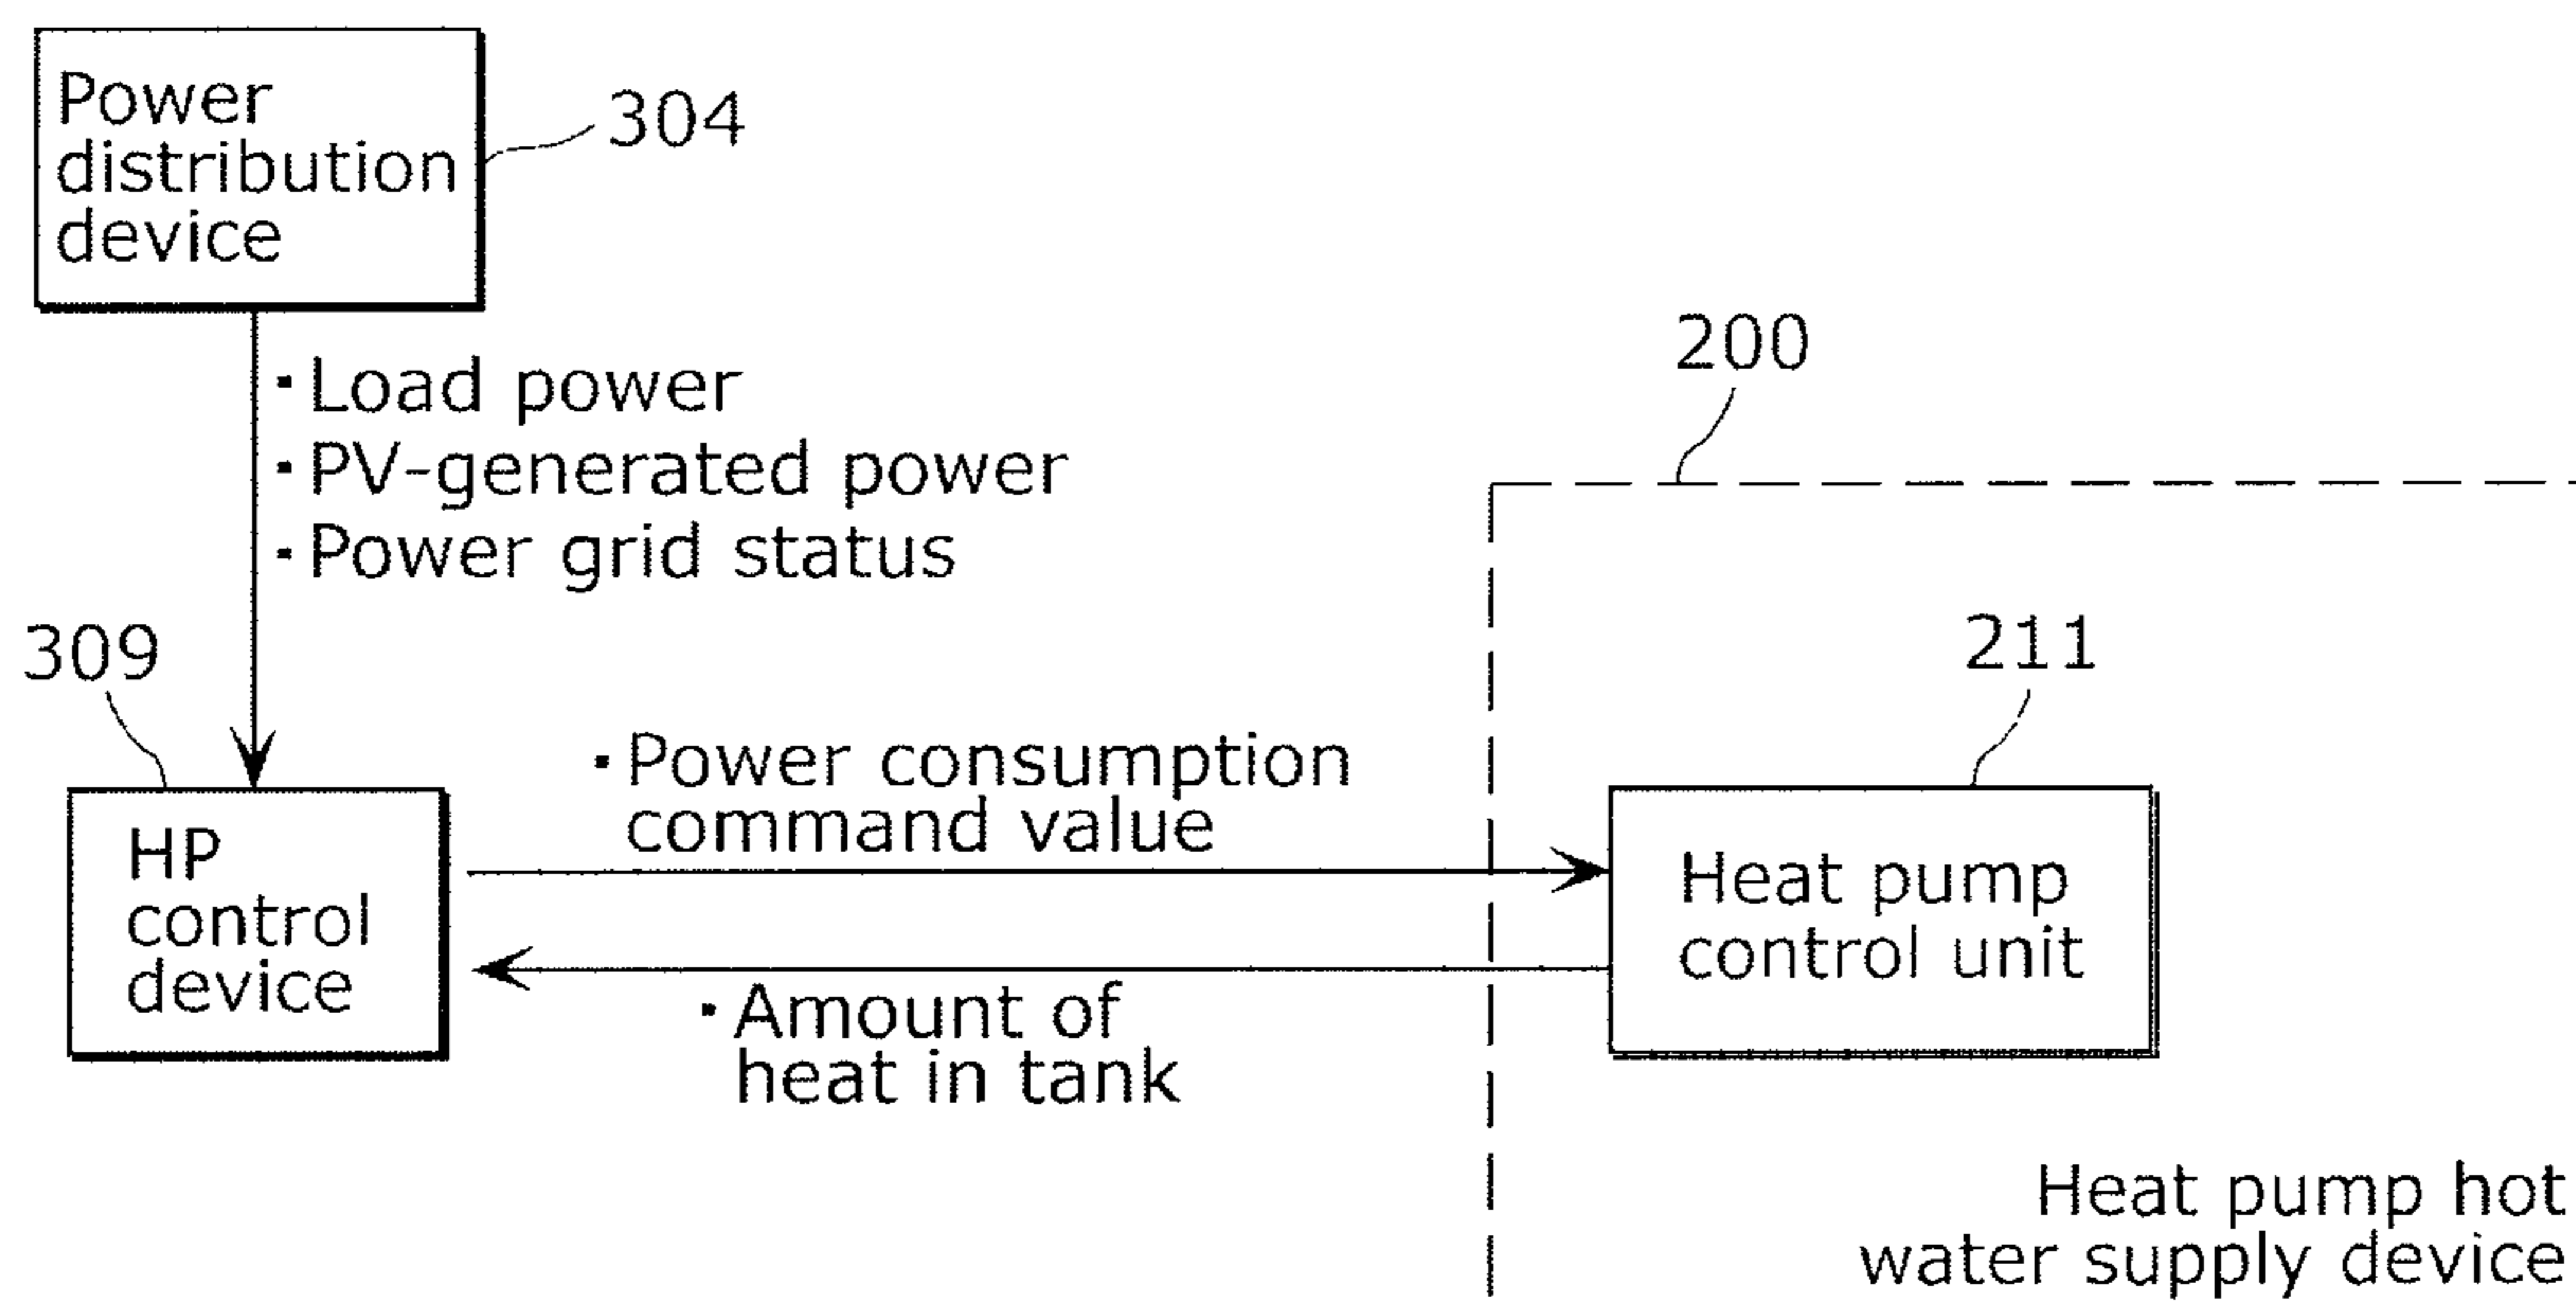 Power
distribution
device
304
· Load power
· PV-generated power
· Power grid status
200
309
211
· Power consumption
command value
HP
control
device
Heat pump
control unit
· Amount of
heat in tank
Heat pump hot
water supply device